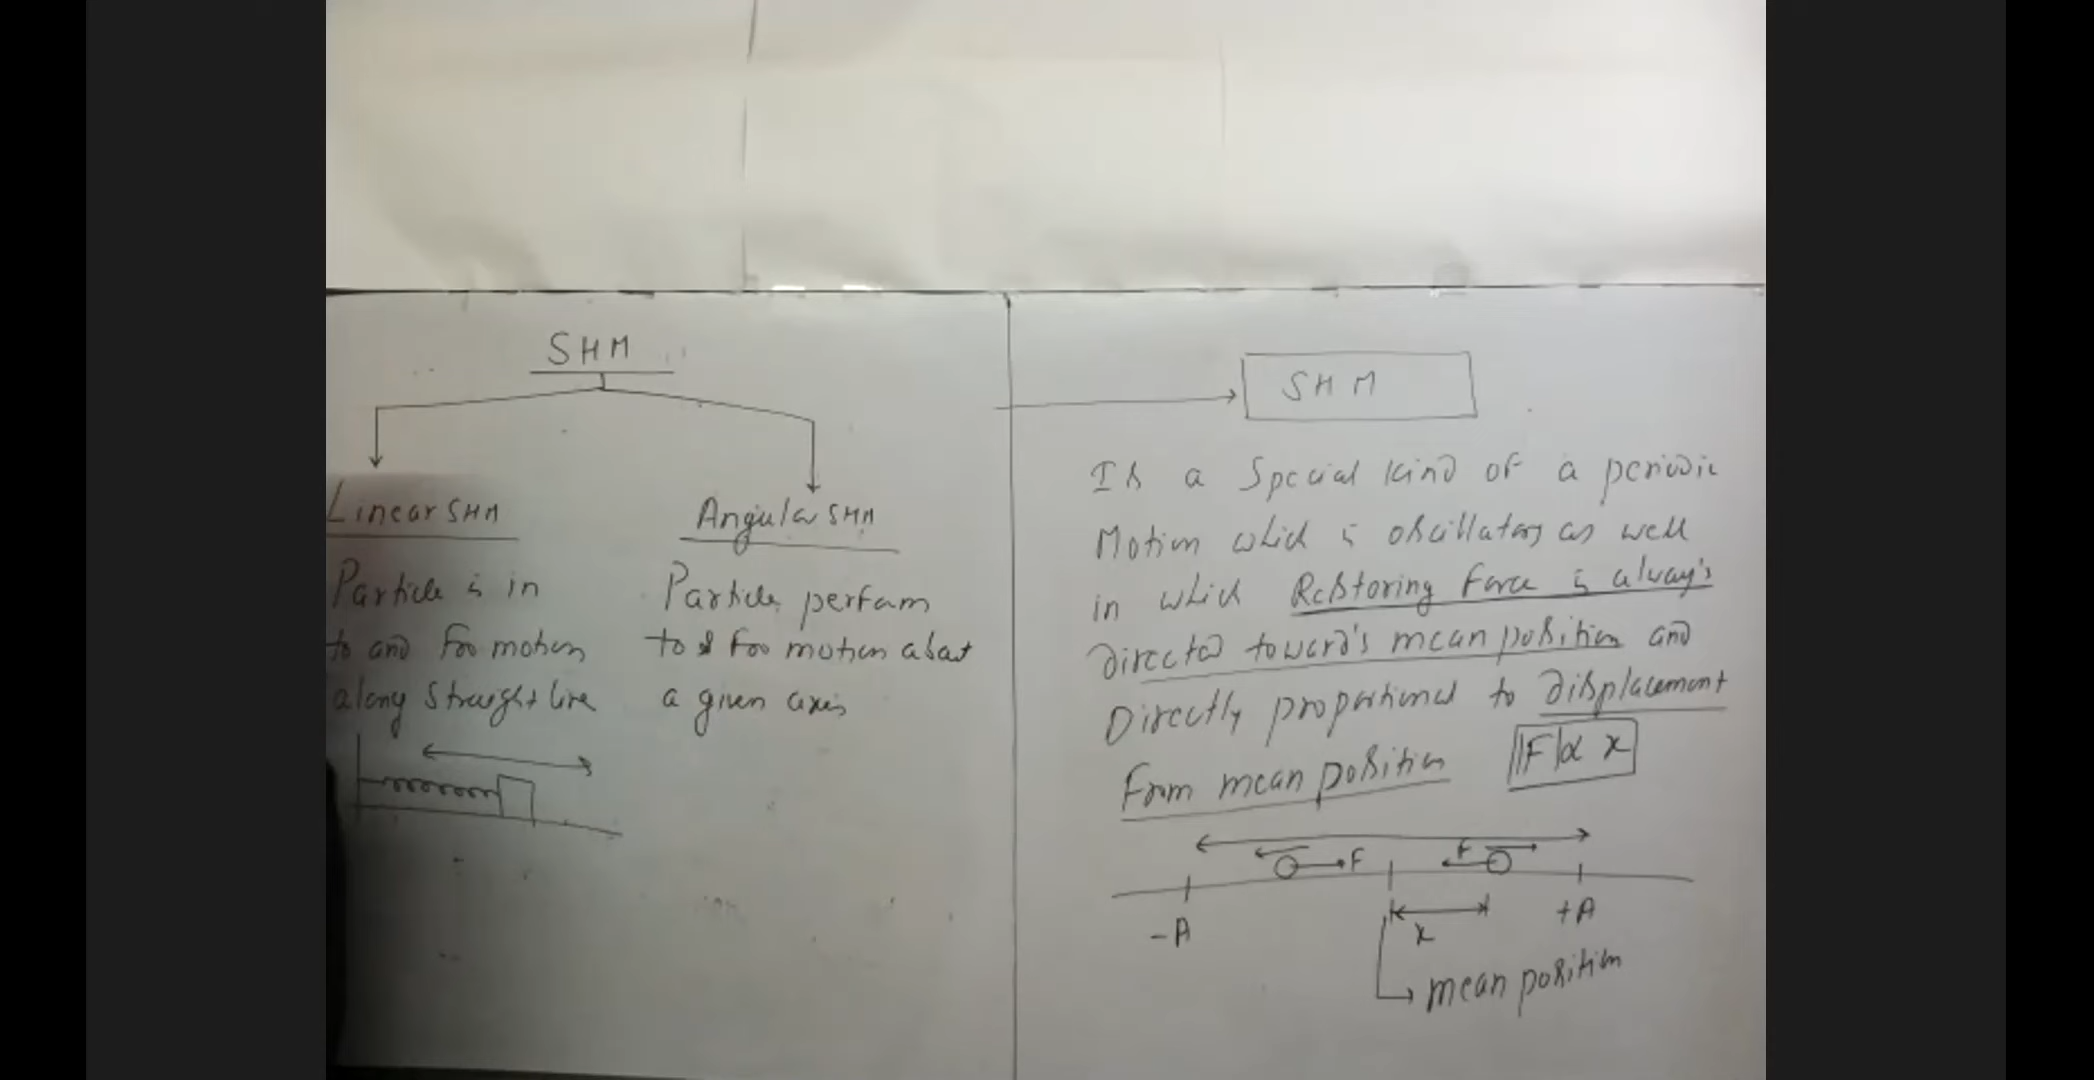 SHM
Linear SHM
Particle is in
to and fro motion
along straight line
Angular SHM
Particle perform
to & fro motion about
a given axis
SHM
Is a special kind of a periodic
Motion which is oscillatory as well
in which Restoring force is alway's
directed toward's mean position and
Directly proportional to displacement
From mean position |F| ∝ x
F F
-A x +A
mean position